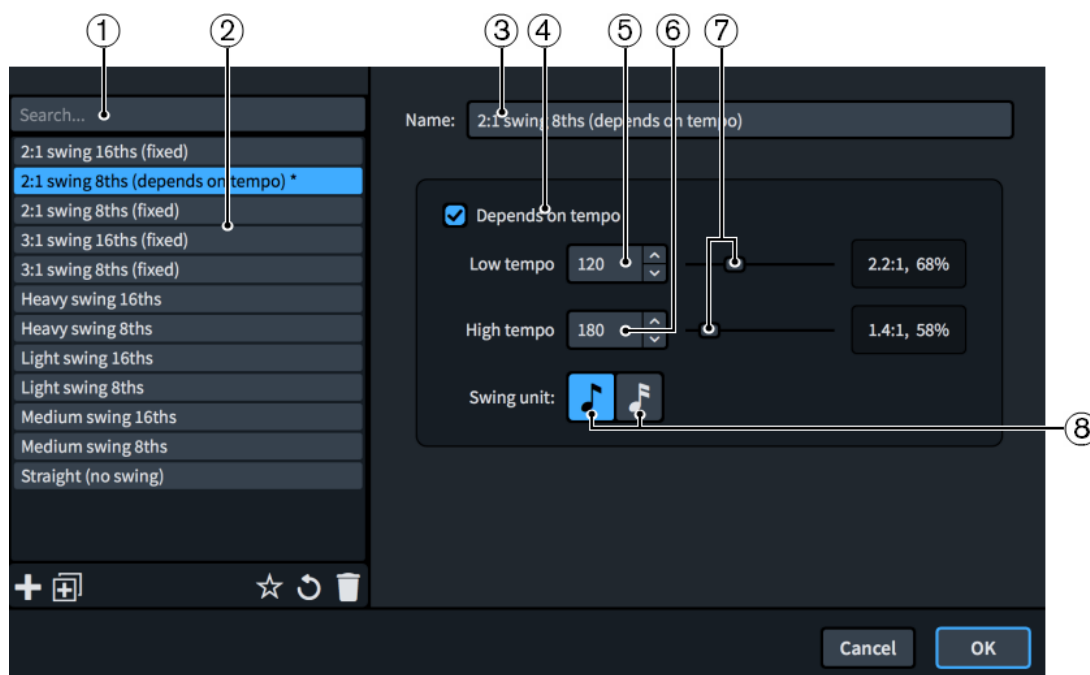 ① ② ③ ④ ⑤ ⑥ ⑦
Search...
Name: 2:1 swing 8ths (depends on tempo)
2:1 swing 16ths (fixed)
2:1 swing 8ths (depends on tempo) *
2:1 swing 8ths (fixed)
3:1 swing 16ths (fixed)
3:1 swing 8ths (fixed)
Heavy swing 16ths
Heavy swing 8ths
Light swing 16ths
Light swing 8ths
Medium swing 16ths
Medium swing 8ths
Straight (no swing)
Depends on tempo
Low tempo 120 2.2:1, 68%
High tempo 180 1.4:1, 58%
Swing unit:
⑧
Cancel OK